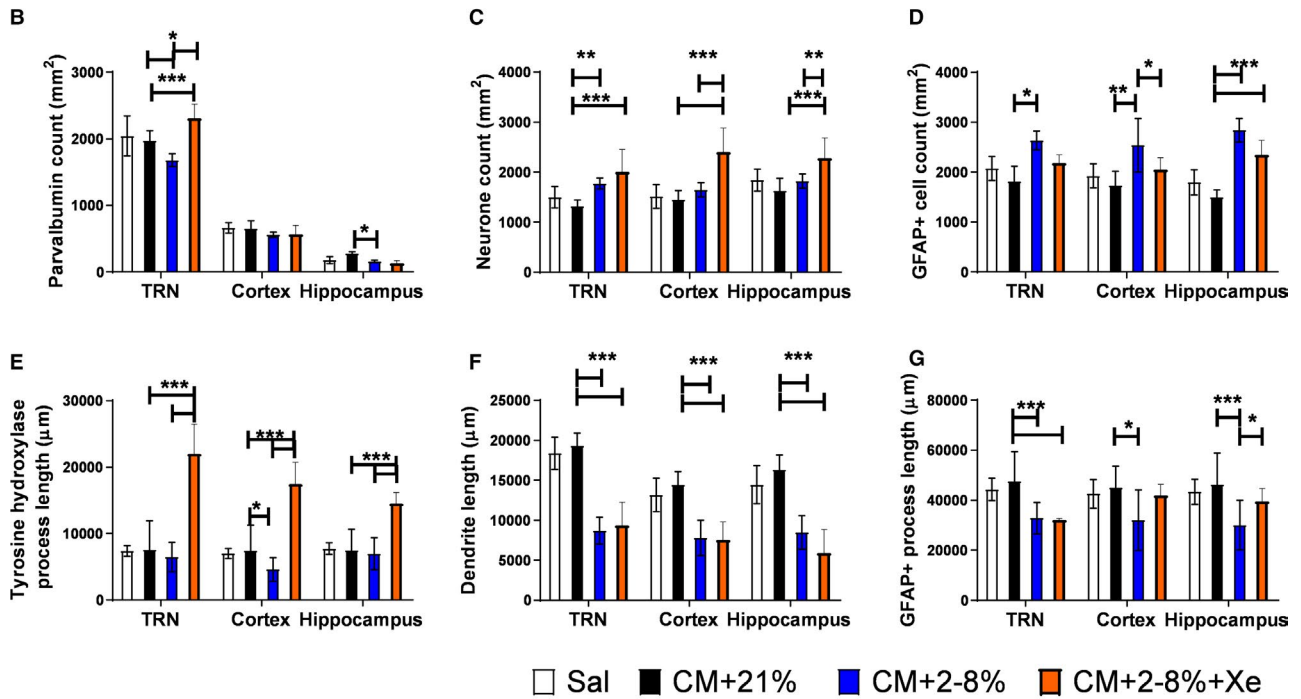 B
Parvalbumin count (mm²)
3000
2000
1000
0
*
***
*
TRN Cortex Hippocampus
C
Neurone count (mm²)
4000
3000
2000
1000
0
**
***
***
**
***
TRN Cortex Hippocampus
D
GFAP+ cell count (mm²)
4000
3000
2000
1000
0
*
**
*
***
TRN Cortex Hippocampus
E
Tyrosine hydroxylase
process length (μm)
30000
20000
10000
0
***
***
*
***
TRN Cortex Hippocampus
F
Dendrite length (μm)
25000
20000
15000
10000
5000
0
***
***
***
TRN Cortex Hippocampus
G
GFAP+ process length (μm)
80000
60000
40000
20000
0
***
*
***
*
TRN Cortex Hippocampus
Sal CM+21% CM+2-8% CM+2-8%+Xe